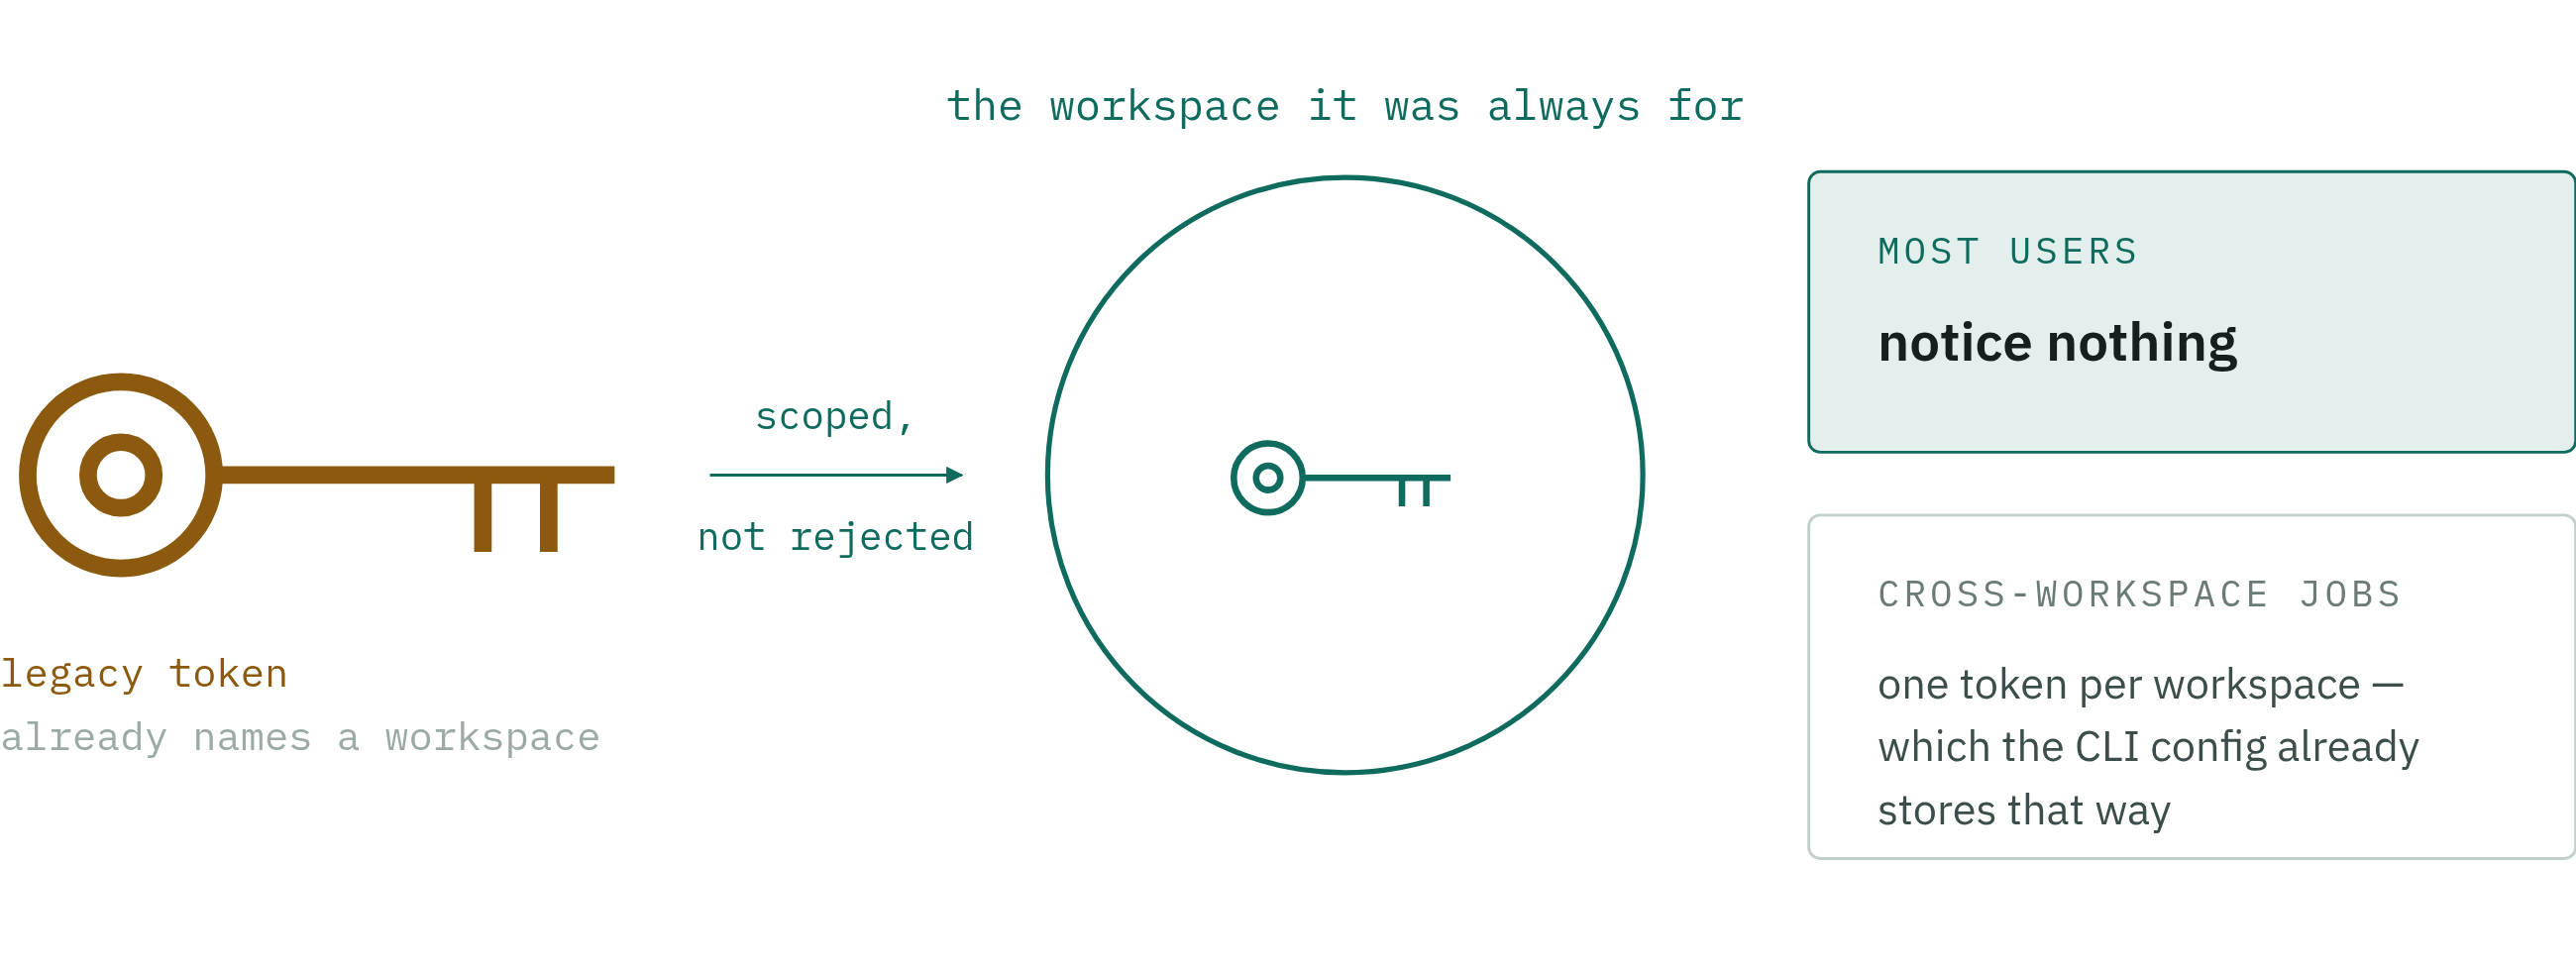 the workspace it was always for
scoped,
not rejected
legacy token
already names a workspace
MOST USERS
notice nothing
CROSS-WORKSPACE JOBS
one token per workspace —
which the CLI config already
stores that way